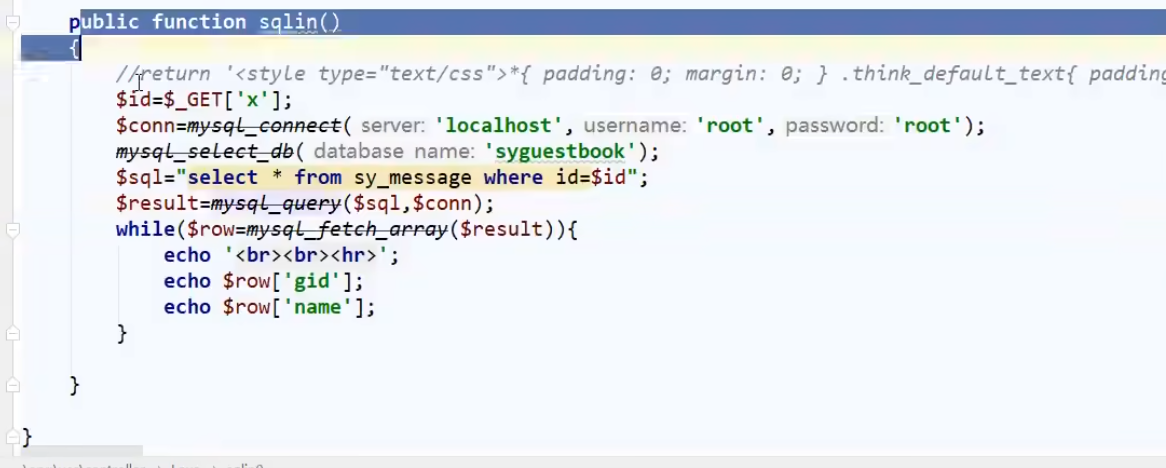 public function sqlin()
{
//return '<style type="text/css">*{ padding: 0; margin: 0; } .think_default_text{ padding
$id=$_GET['x'];
$conn=mysql_connect( server: 'localhost', username: 'root', password: 'root');
mysql_select_db( database name: 'syguestbook');
$sql="select * from sy_message where id=$id";
$result=mysql_query($sql,$conn);
while($row=mysql_fetch_array($result)){
echo '<br><br><hr>';
echo $row['gid'];
echo $row['name'];
}
}
}